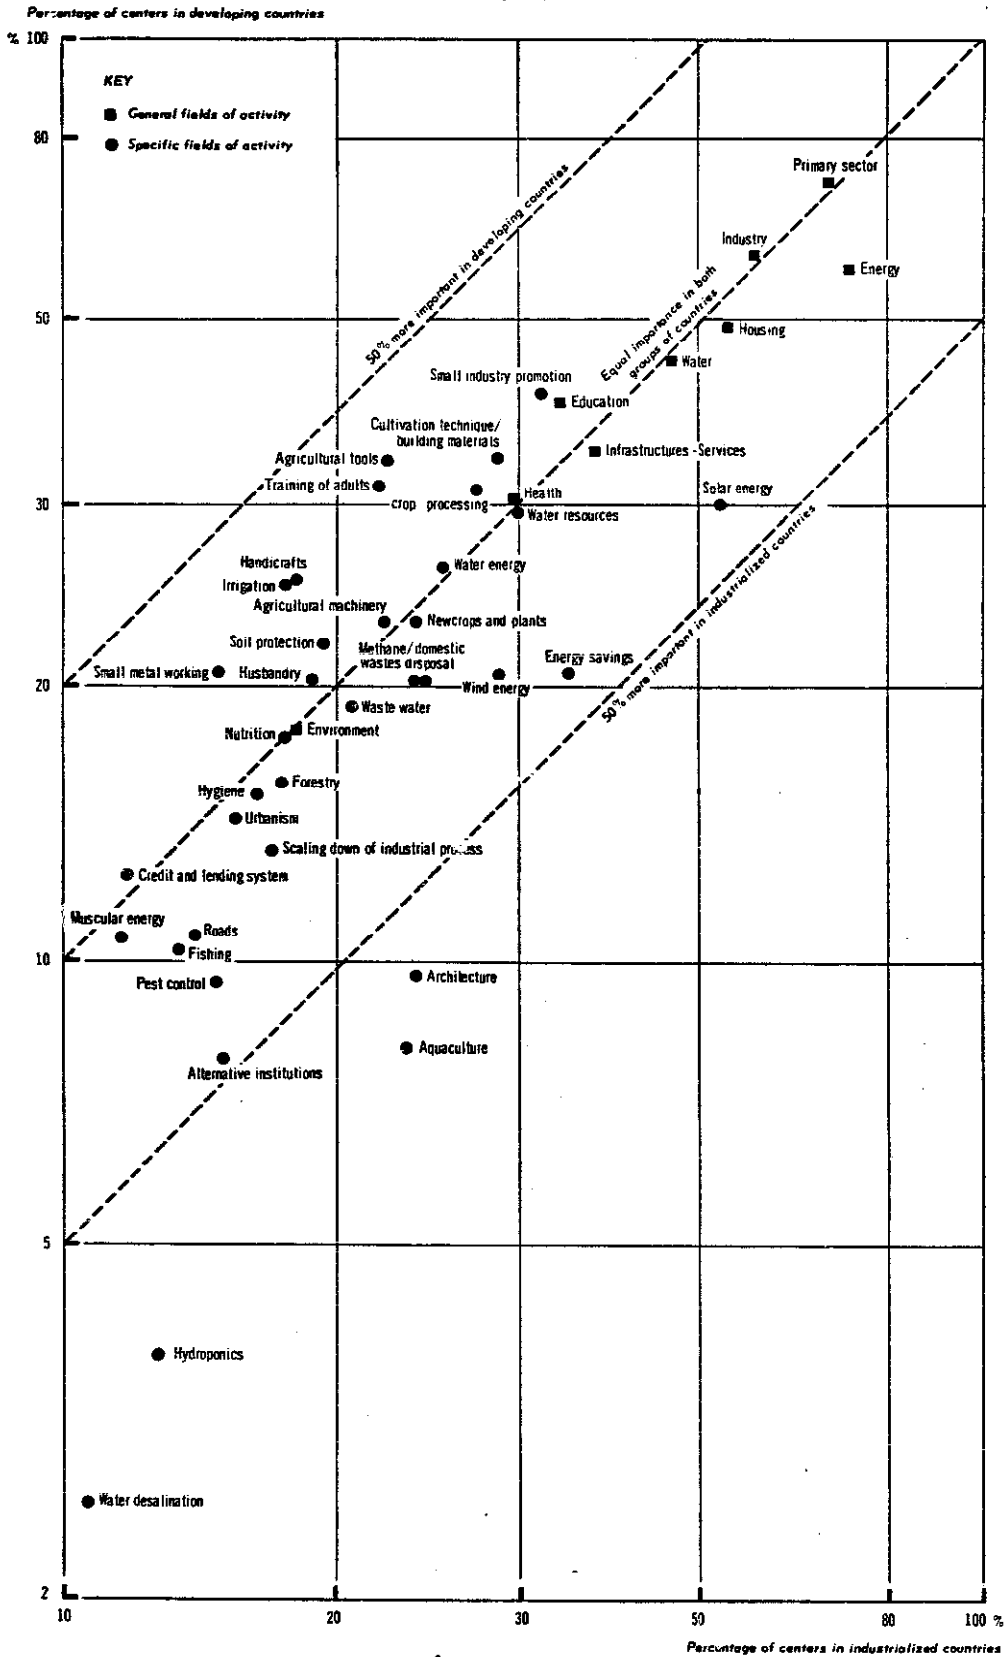 Percentage of centers in developing countries
% 100
KEY
General fields of activity
Specific fields of activity
80
Primary sector
50% more important in developing countries
Industry
Energy
Equal importance in both
groups of countries
50
Housing
Water
Small industry promotion
Education
Cultivation technique/
building materials
Infrastructures-Services
Agricultural tools
Training of adults
Solar energy
crop processing
Health
30
Water resources
Handicrafts
Water energy
Irrigation
Agricultural machinery
Newcrops and plants
Soil protection
Methane/domestic
wastes disposal
Energy savings
Small metal working
Husbandry
Wind energy
20
50% more important in industrialized countries
Waste water
Nutrition
Environment
Forestry
Hygiene
Urbanism
Scaling down of industrial process
Credit and lending system
Muscular energy
Roads
Fishing
10
Pest control
Architecture
Aquaculture
Alternative institutions
5
Hydroponics
Water desalination
2
10 20 30 50 80 100 %
Percentage of centers in industrialized countries